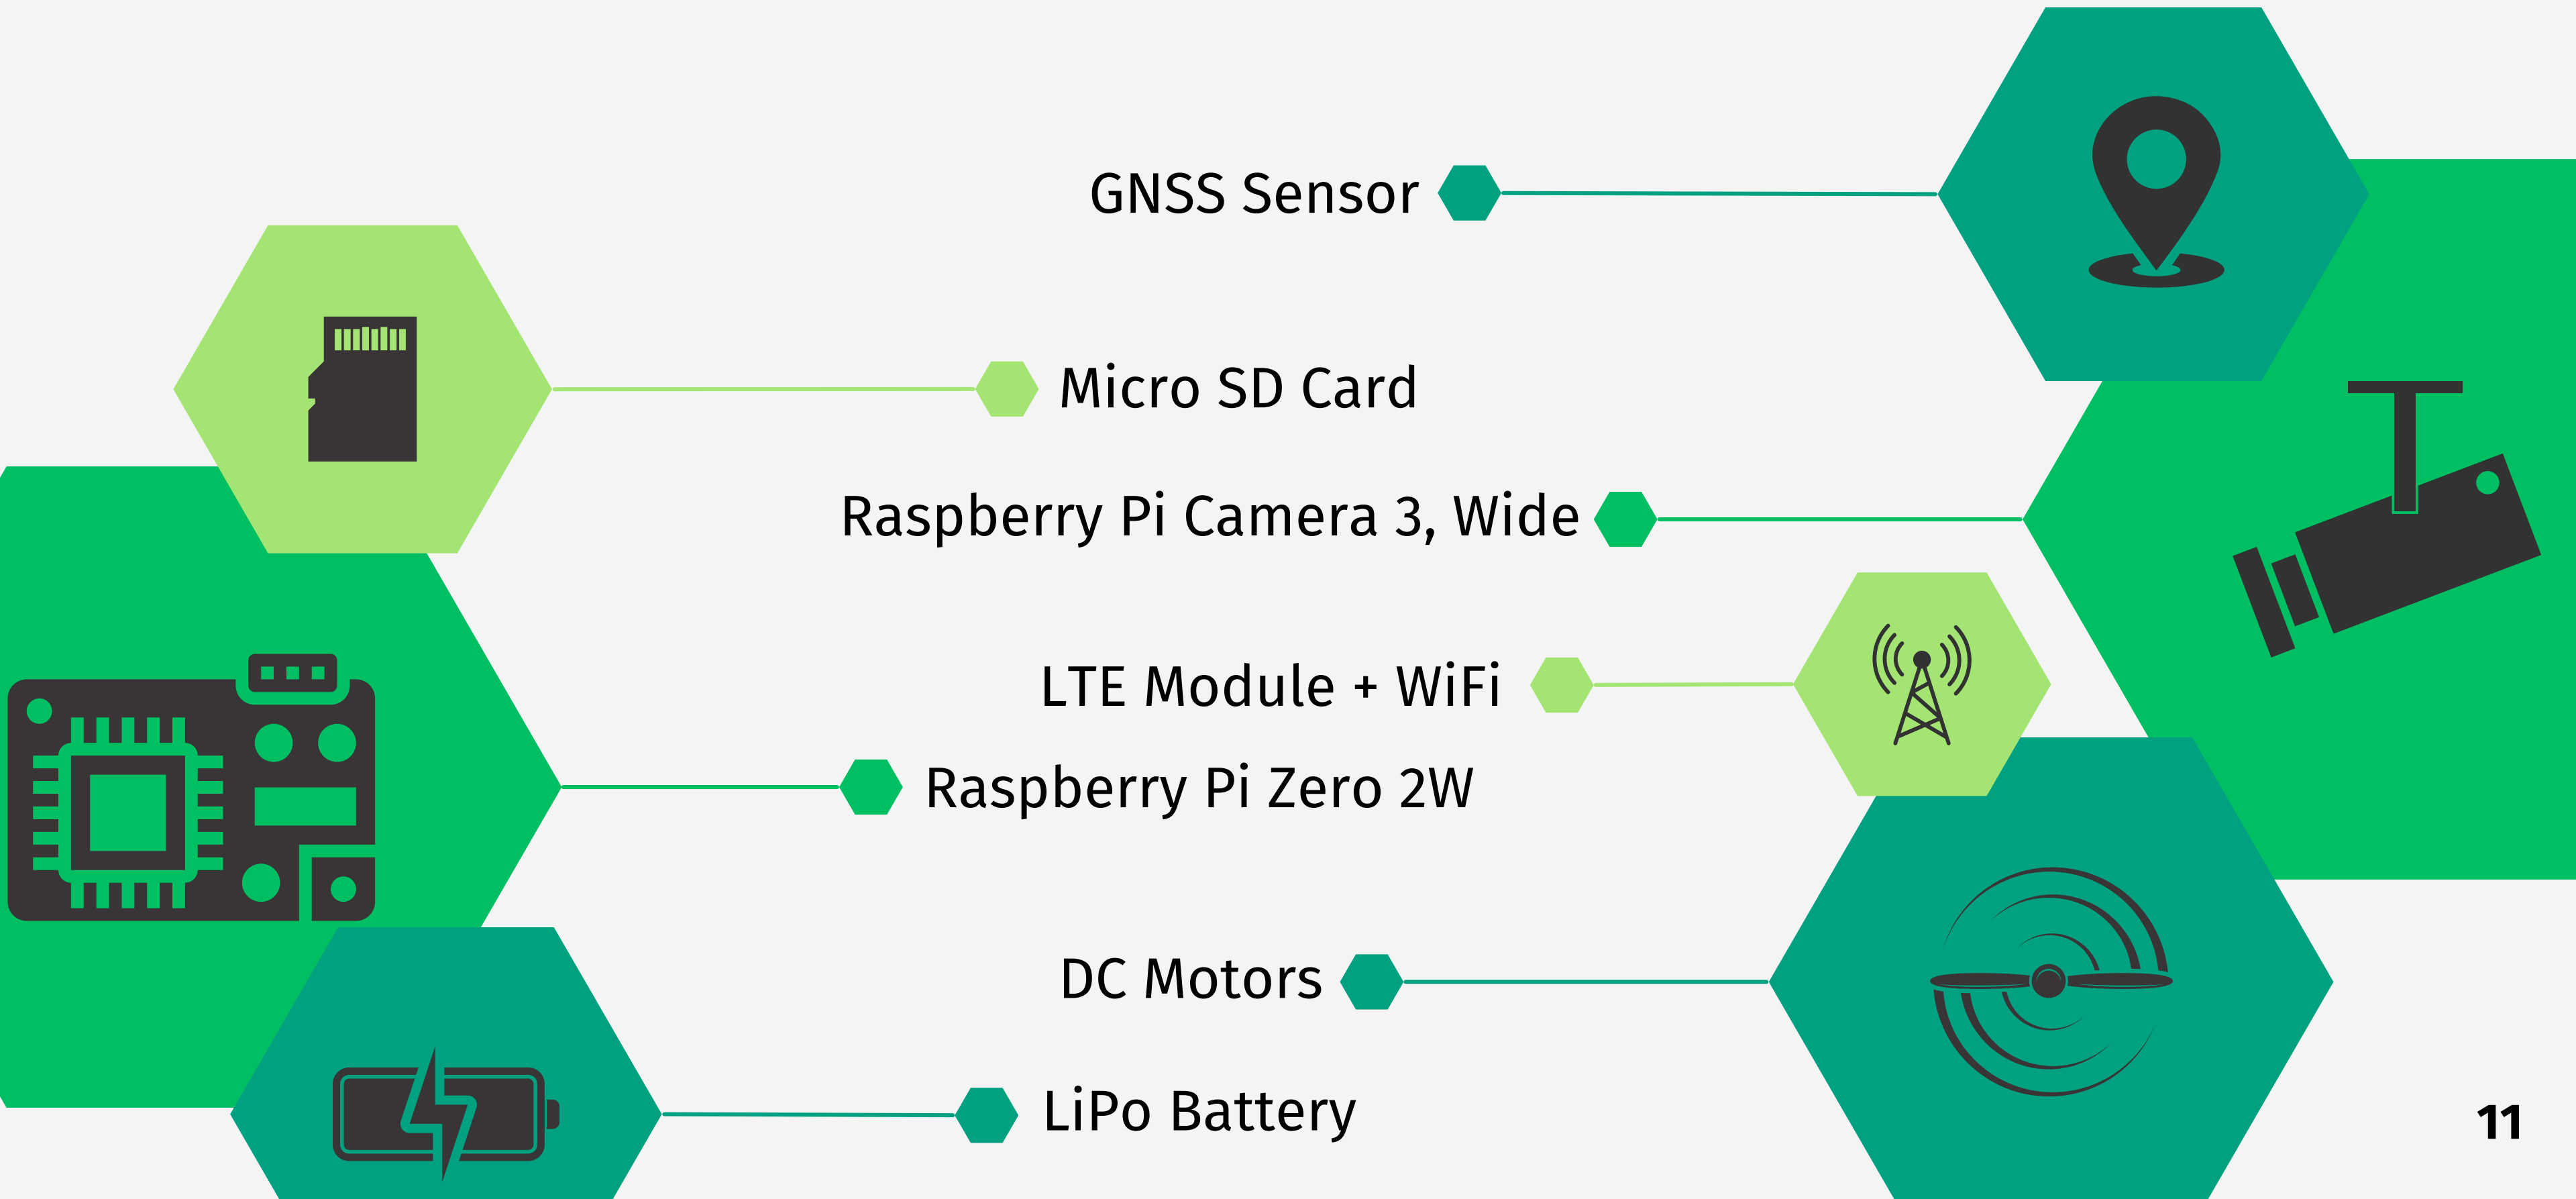 GNSS Sensor
Micro SD Card
Raspberry Pi Camera 3, Wide
LTE Module + WiFi
Raspberry Pi Zero 2W
DC Motors
LiPo Battery
11